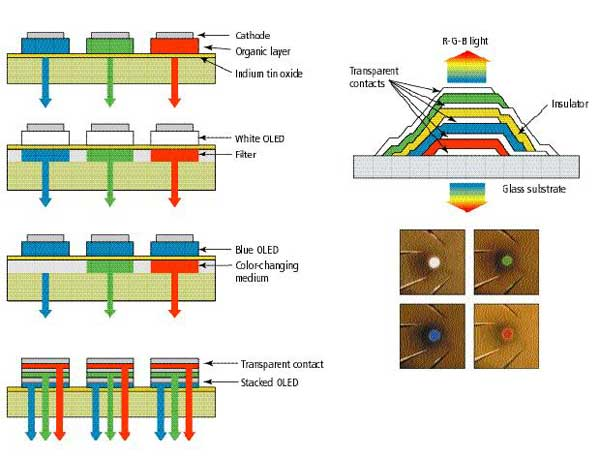 Cathode
Organic layer
Indium tin oxide
White OLED
Filter
Blue OLED
Color-changing
medium
Transparent contact
Stacked OLED
R-G-B light
Transparent
contacts
Insulator
Glass substrate